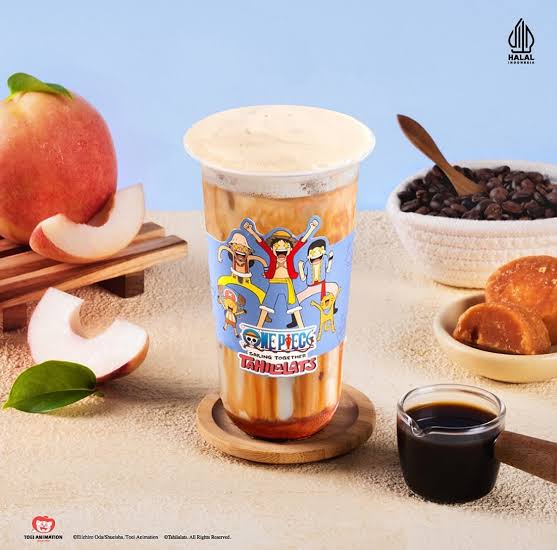 HALAL
INDONESIA
ONE PIECE
SAILING TOGETHER
TAHILALATS
TOEI ANIMATION
©Eiichiro Oda/Shueisha, Toei Animation
©Tahilalats. All Rights Reserved.